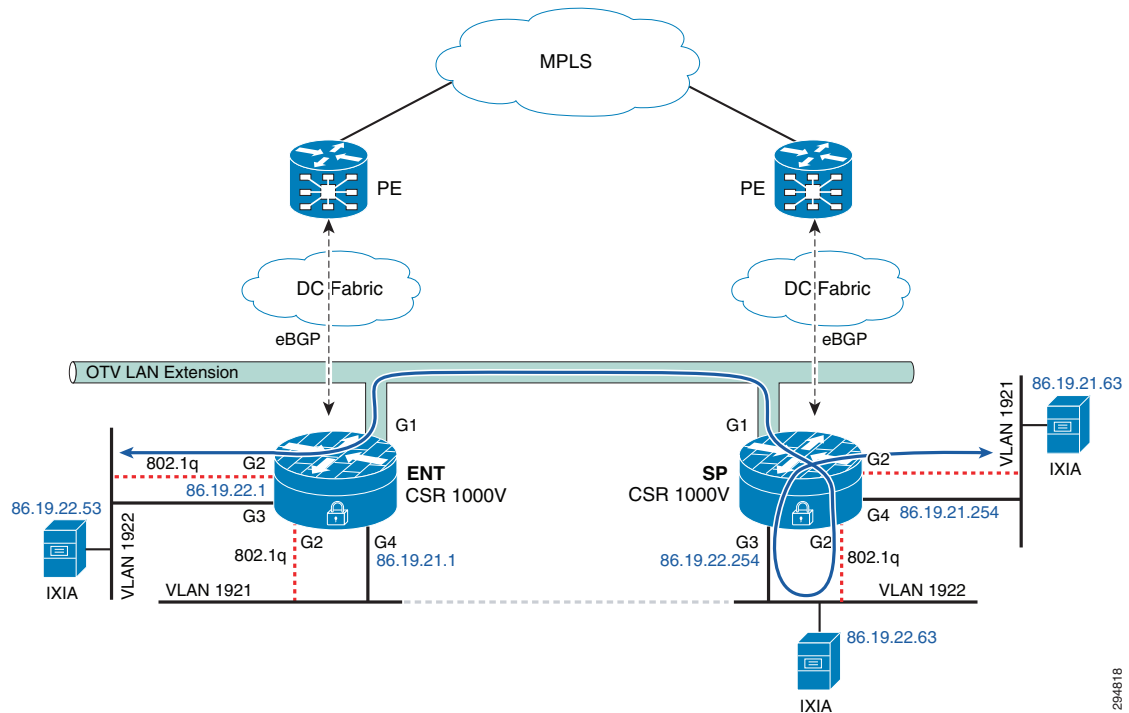 MPLS
PE
PE
DC Fabric
DC Fabric
eBGP
eBGP
OTV LAN Extension
G1
G1
86.19.21.63
VLAN 1921
IXIA
802.1q
G2
ENT
CSR 1000V
SP
CSR 1000V
G2
86.19.22.1
G3
G4
86.19.21.254
86.19.22.53
VLAN 1922
IXIA
802.1q
G2
G4
86.19.21.1
G3
86.19.22.254
G2
802.1q
VLAN 1921
VLAN 1922
86.19.22.63
IXIA
294818